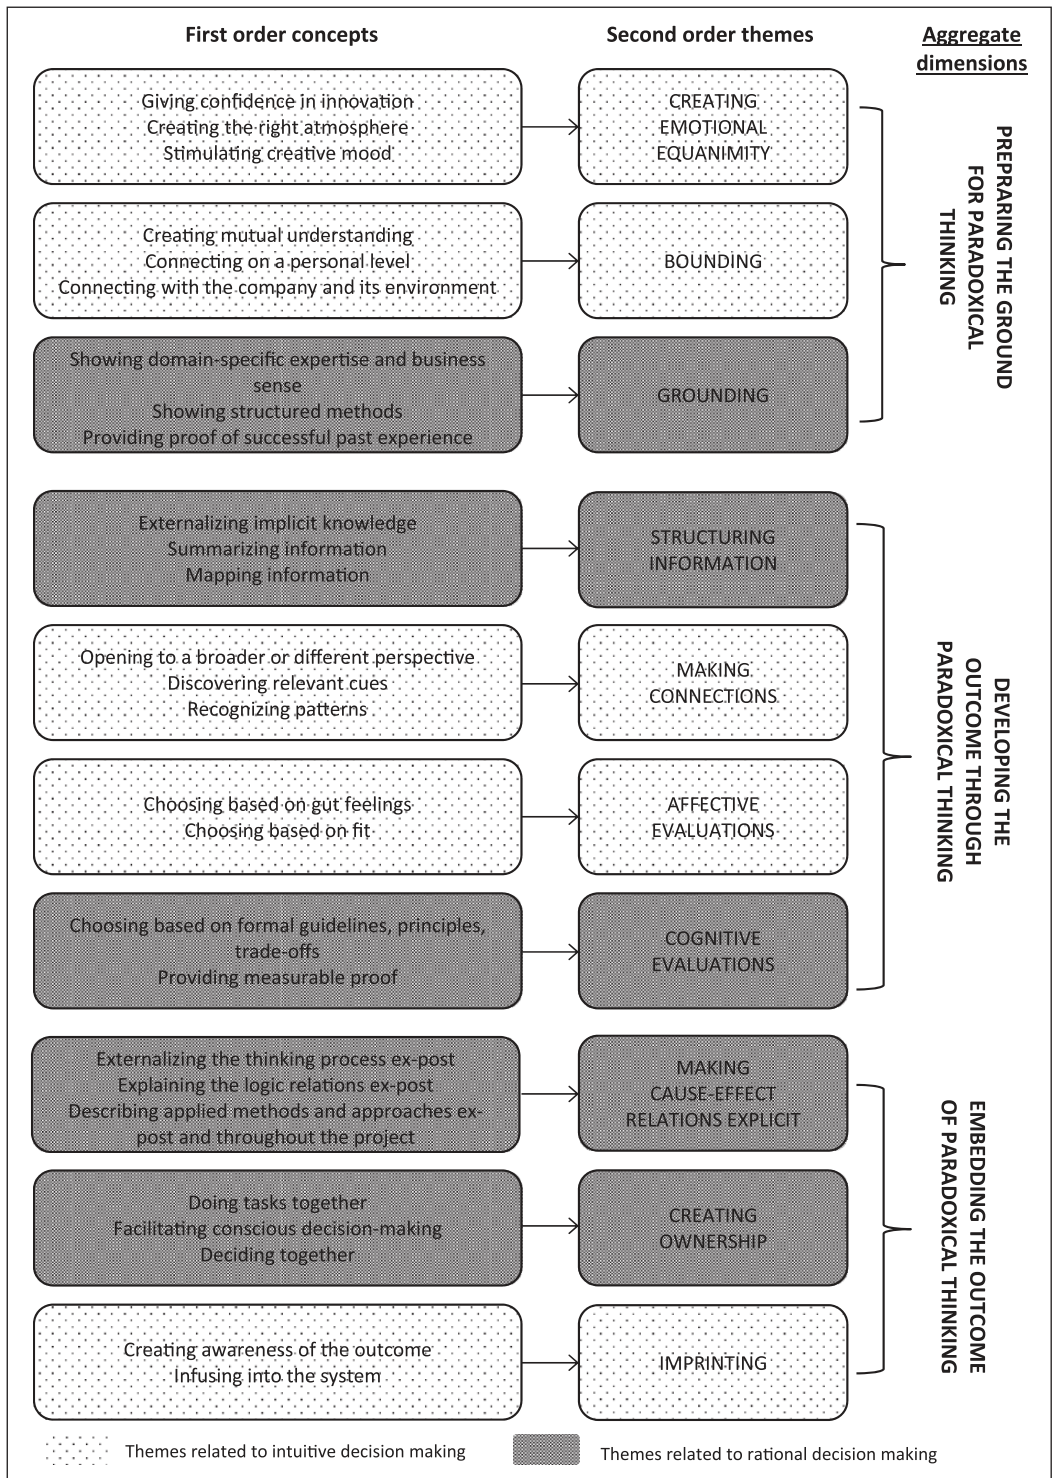 First order concepts
Second order themes
Aggregate
dimensions
Giving confidence in innovation
Creating the right atmosphere
Stimulating creative mood
CREATING
EMOTIONAL
EQUANIMITY
Creating mutual understanding
Connecting on a personal level
Connecting with the company and its environment
BOUNDING
Showing domain-specific expertise and business
sense
Showing structured methods
Providing proof of successful past experience
GROUNDING
PREPRARING THE GROUND
FOR PARADOXICAL
THINKING
Externalizing implicit knowledge
Summarizing information
Mapping information
STRUCTURING
INFORMATION
Opening to a broader or different perspective
Discovering relevant cues
Recognizing patterns
MAKING
CONNECTIONS
Choosing based on gut feelings
Choosing based on fit
AFFECTIVE
EVALUATIONS
Choosing based on formal guidelines, principles,
trade-offs
Providing measurable proof
COGNITIVE
EVALUATIONS
DEVELOPING THE
OUTCOME THROUGH
PARADOXICAL THINKING
Externalizing the thinking process ex-post
Explaining the logic relations ex-post
Describing applied methods and approaches ex-
post and throughout the project
MAKING
CAUSE-EFFECT
RELATIONS EXPLICIT
Doing tasks together
Facilitating conscious decision-making
Deciding together
CREATING
OWNERSHIP
Creating awareness of the outcome
Infusing into the system
IMPRINTING
EMBEDDING THE OUTCOME
OF PARADOXICAL THINKING
Themes related to intuitive decision making
Themes related to rational decision making